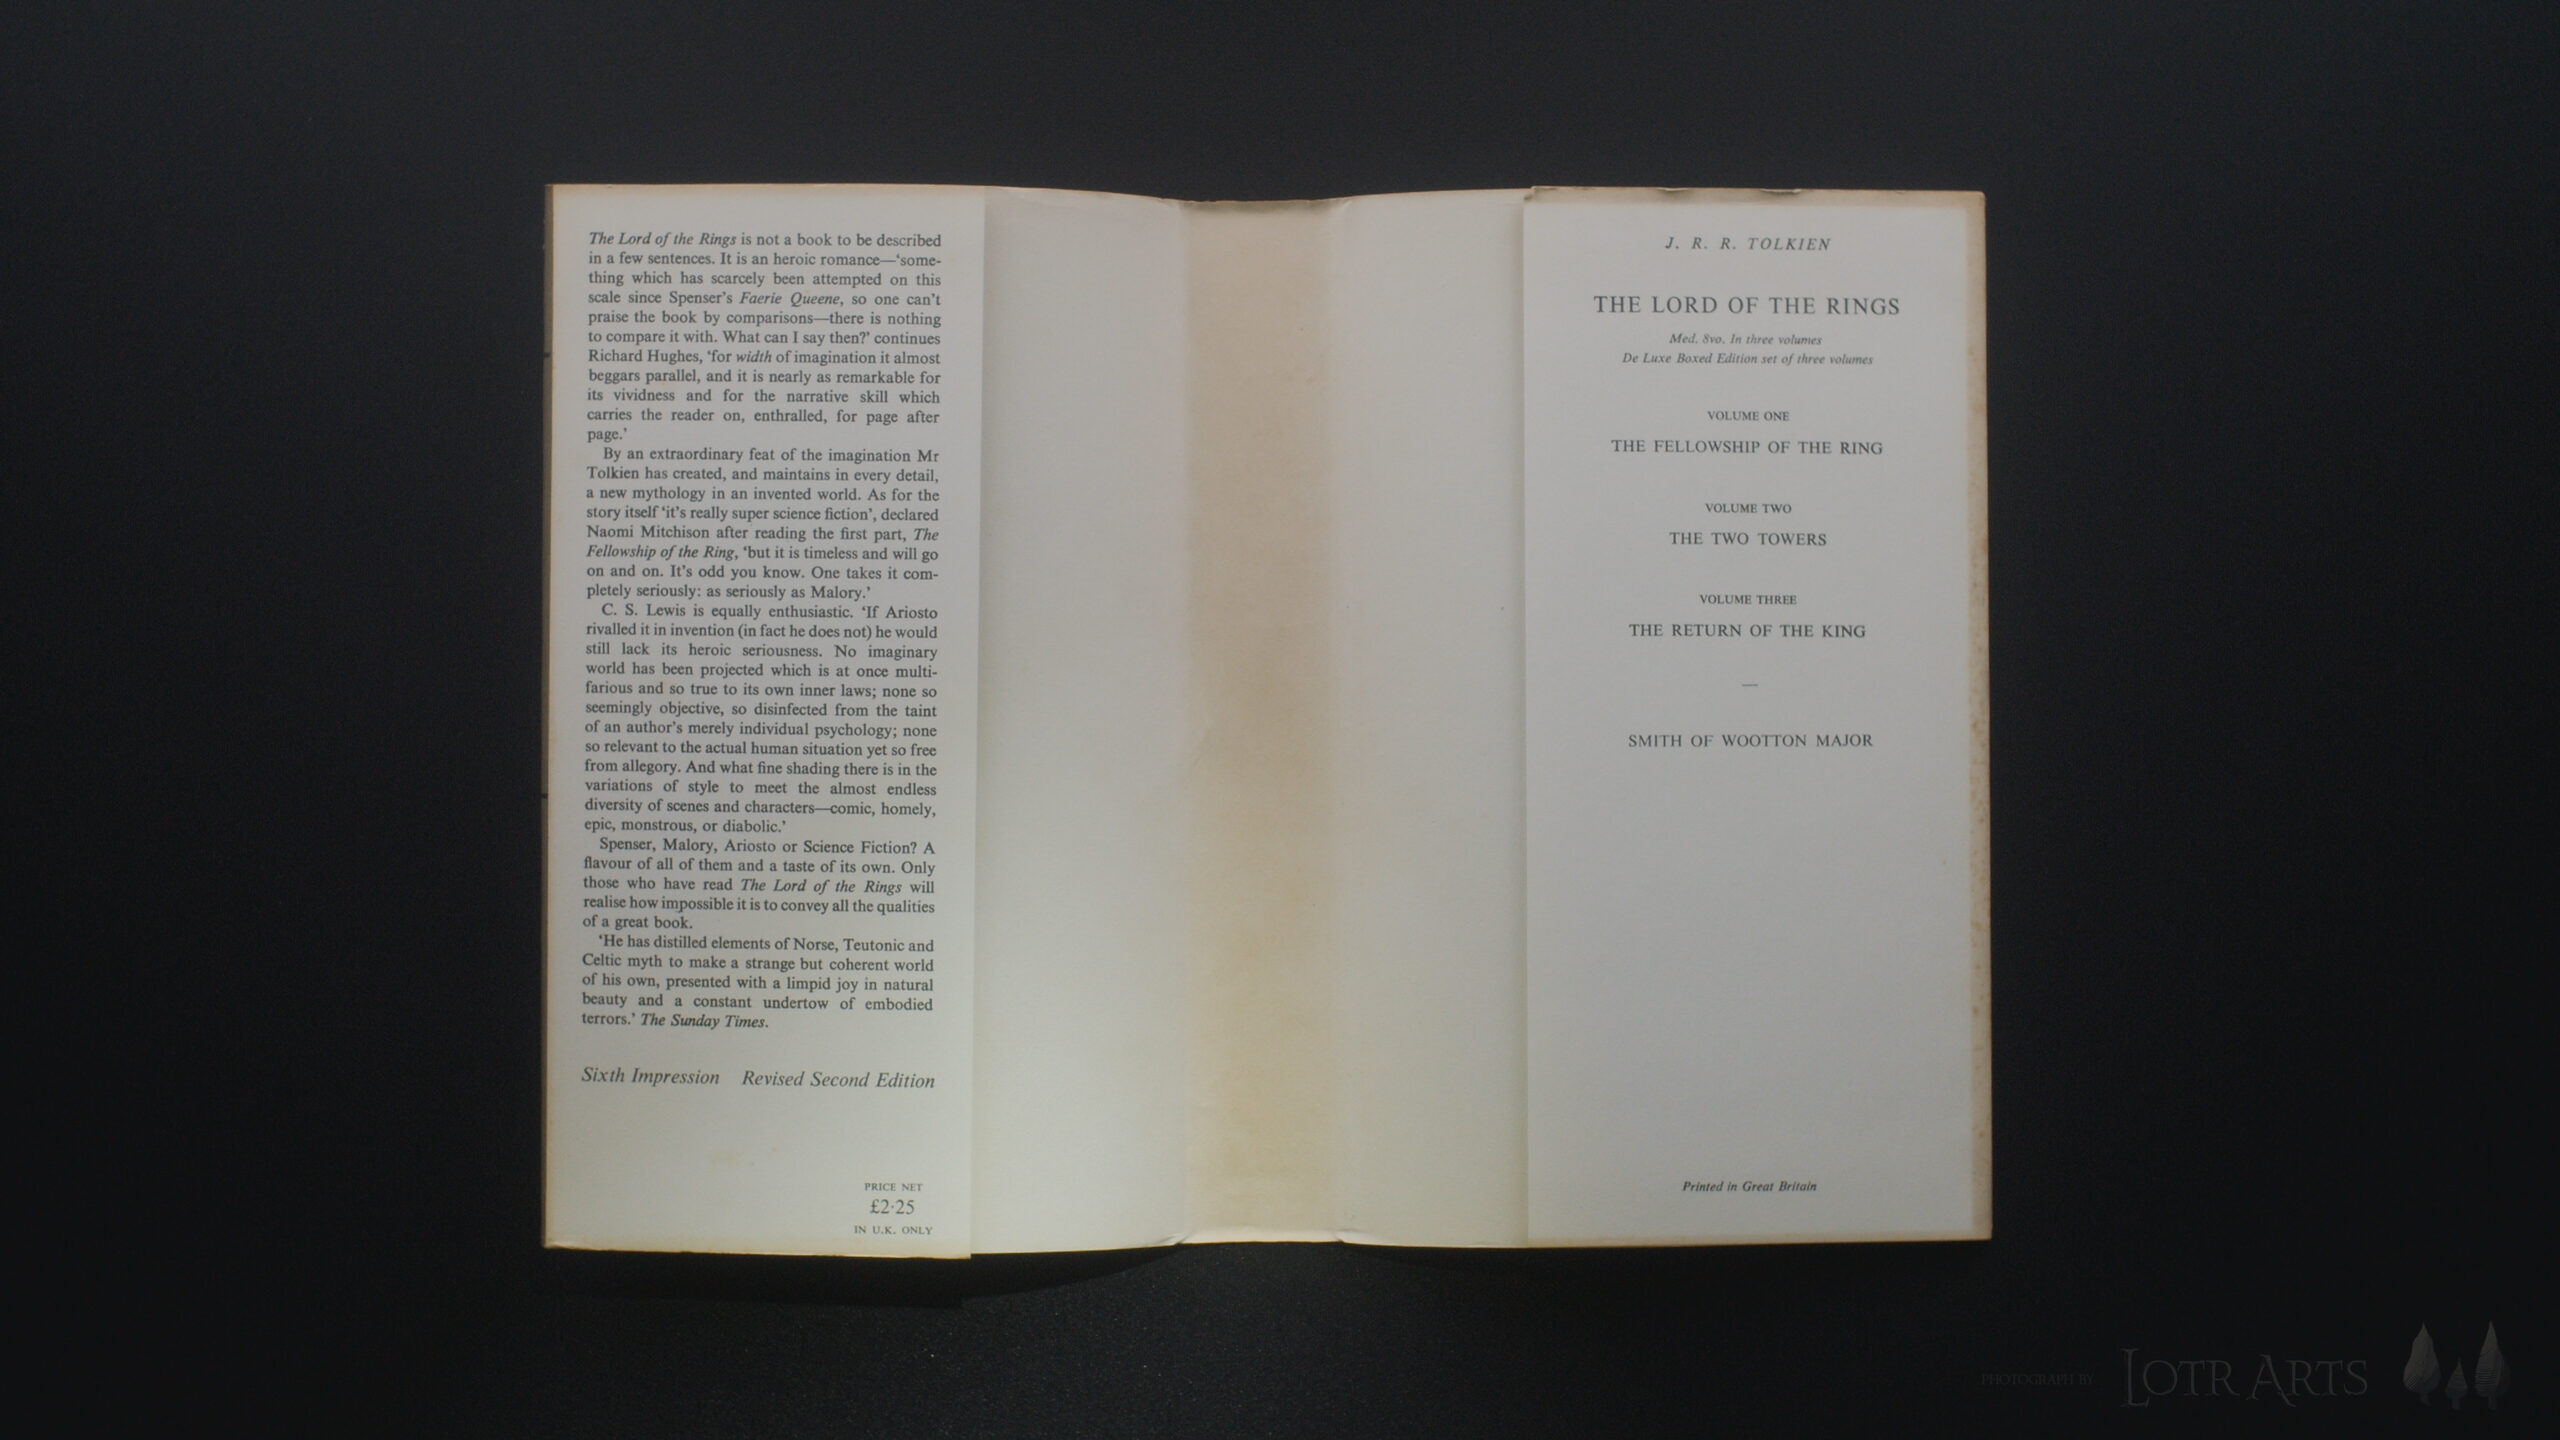 The Lord of the Rings is not a book to be described
in a few sentences. It is an heroic romance—‘some-
thing which has scarcely been attempted on this
scale since Spenser’s Faerie Queene, so one can’t
praise the book by comparisons—there is nothing
to compare it with. What can I say then?’ continues
Richard Hughes, ‘for width of imagination it almost
beggars parallel, and it is nearly as remarkable for
its vividness and for the narrative skill which
carries the reader on, enthralled, for page after
page.’
By an extraordinary feat of the imagination Mr
Tolkien has created, and maintains in every detail,
a new mythology in an invented world. As for the
story itself ‘it’s really super science fiction’, declared
Naomi Mitchison after reading the first part, The
Fellowship of the Ring, ‘but it is timeless and will go
on and on. It’s odd you know. One takes it com-
pletely seriously: as seriously as Malory.’
C. S. Lewis is equally enthusiastic. ‘If Ariosto
rivalled it in invention (in fact he does not) he would
still lack its heroic seriousness. No imaginary
world has been projected which is at once multi-
farious and so true to its own inner laws; none so
seemingly objective, so disinfected from the taint
of an author’s merely individual psychology; none
so relevant to the actual human situation yet so free
from allegory. And what fine shading there is in the
variations of style to meet the almost endless
diversity of scenes and characters—comic, homely,
epic, monstrous, or diabolic.’
Spenser, Malory, Ariosto or Science Fiction? A
flavour of all of them and a taste of its own. Only
those who have read The Lord of the Rings will
realise how impossible it is to convey all the qualities
of a great book.
‘He has distilled elements of Norse, Teutonic and
Celtic myth to make a strange but coherent world
of his own, presented with a limpid joy in natural
beauty and a constant undertow of embodied
terrors.’ The Sunday Times.
Sixth Impression Revised Second Edition
PRICE NET
£2·25
IN U.K. ONLY
J. R. R. TOLKIEN
THE LORD OF THE RINGS
Med. 8vo. In three volumes
De Luxe Boxed Edition set of three volumes
VOLUME ONE
THE FELLOWSHIP OF THE RING
VOLUME TWO
THE TWO TOWERS
VOLUME THREE
THE RETURN OF THE KING
—
SMITH OF WOOTTON MAJOR
Printed in Great Britain
PHOTOGRAPH BY LOTR ARTS